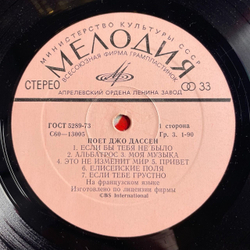 МИНИСТЕРСТВО КУЛЬТУРЫ СССР
МЕЛОДИЯ
ВСЕСОЮЗНАЯ ФИРМА ГРАМПЛАСТИНОК
СТЕРЕО 33
АПРЕЛЕВСКИЙ ОРДЕНА ЛЕНИНА ЗАВОД
ГОСТ 5289-73 1 сторона
С60—13095 Гр. 3, 1-90
ПОЕТ ДЖО ДАССЕН
1. ЕСЛИ БЫ ТЕБЯ НЕ БЫЛО
2. АЛЬБАТРОС 3. МОЯ МУЗЫКА
4. ЭТО НЕ ИЗМЕНИТ МИР 5. ПРИВЕТ
6. ЕЛИСЕЙСКИЕ ПОЛЯ
7. ЕСЛИ ТЕБЕ ГРУСТНО
На французском языке
Изготовлено по лицензии фирмы
CBS International